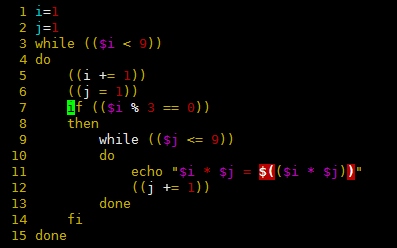 1 i=1
2 j=1
3 while (($i < 9))
4 do
5     ((i += 1))
6     ((j = 1))
7     if (($i % 3 == 0))
8     then
9         while (($j <= 9))
10         do
11             echo "$i * $j = $(($i * $j))"
12             ((j += 1))
13         done
14     fi
15 done